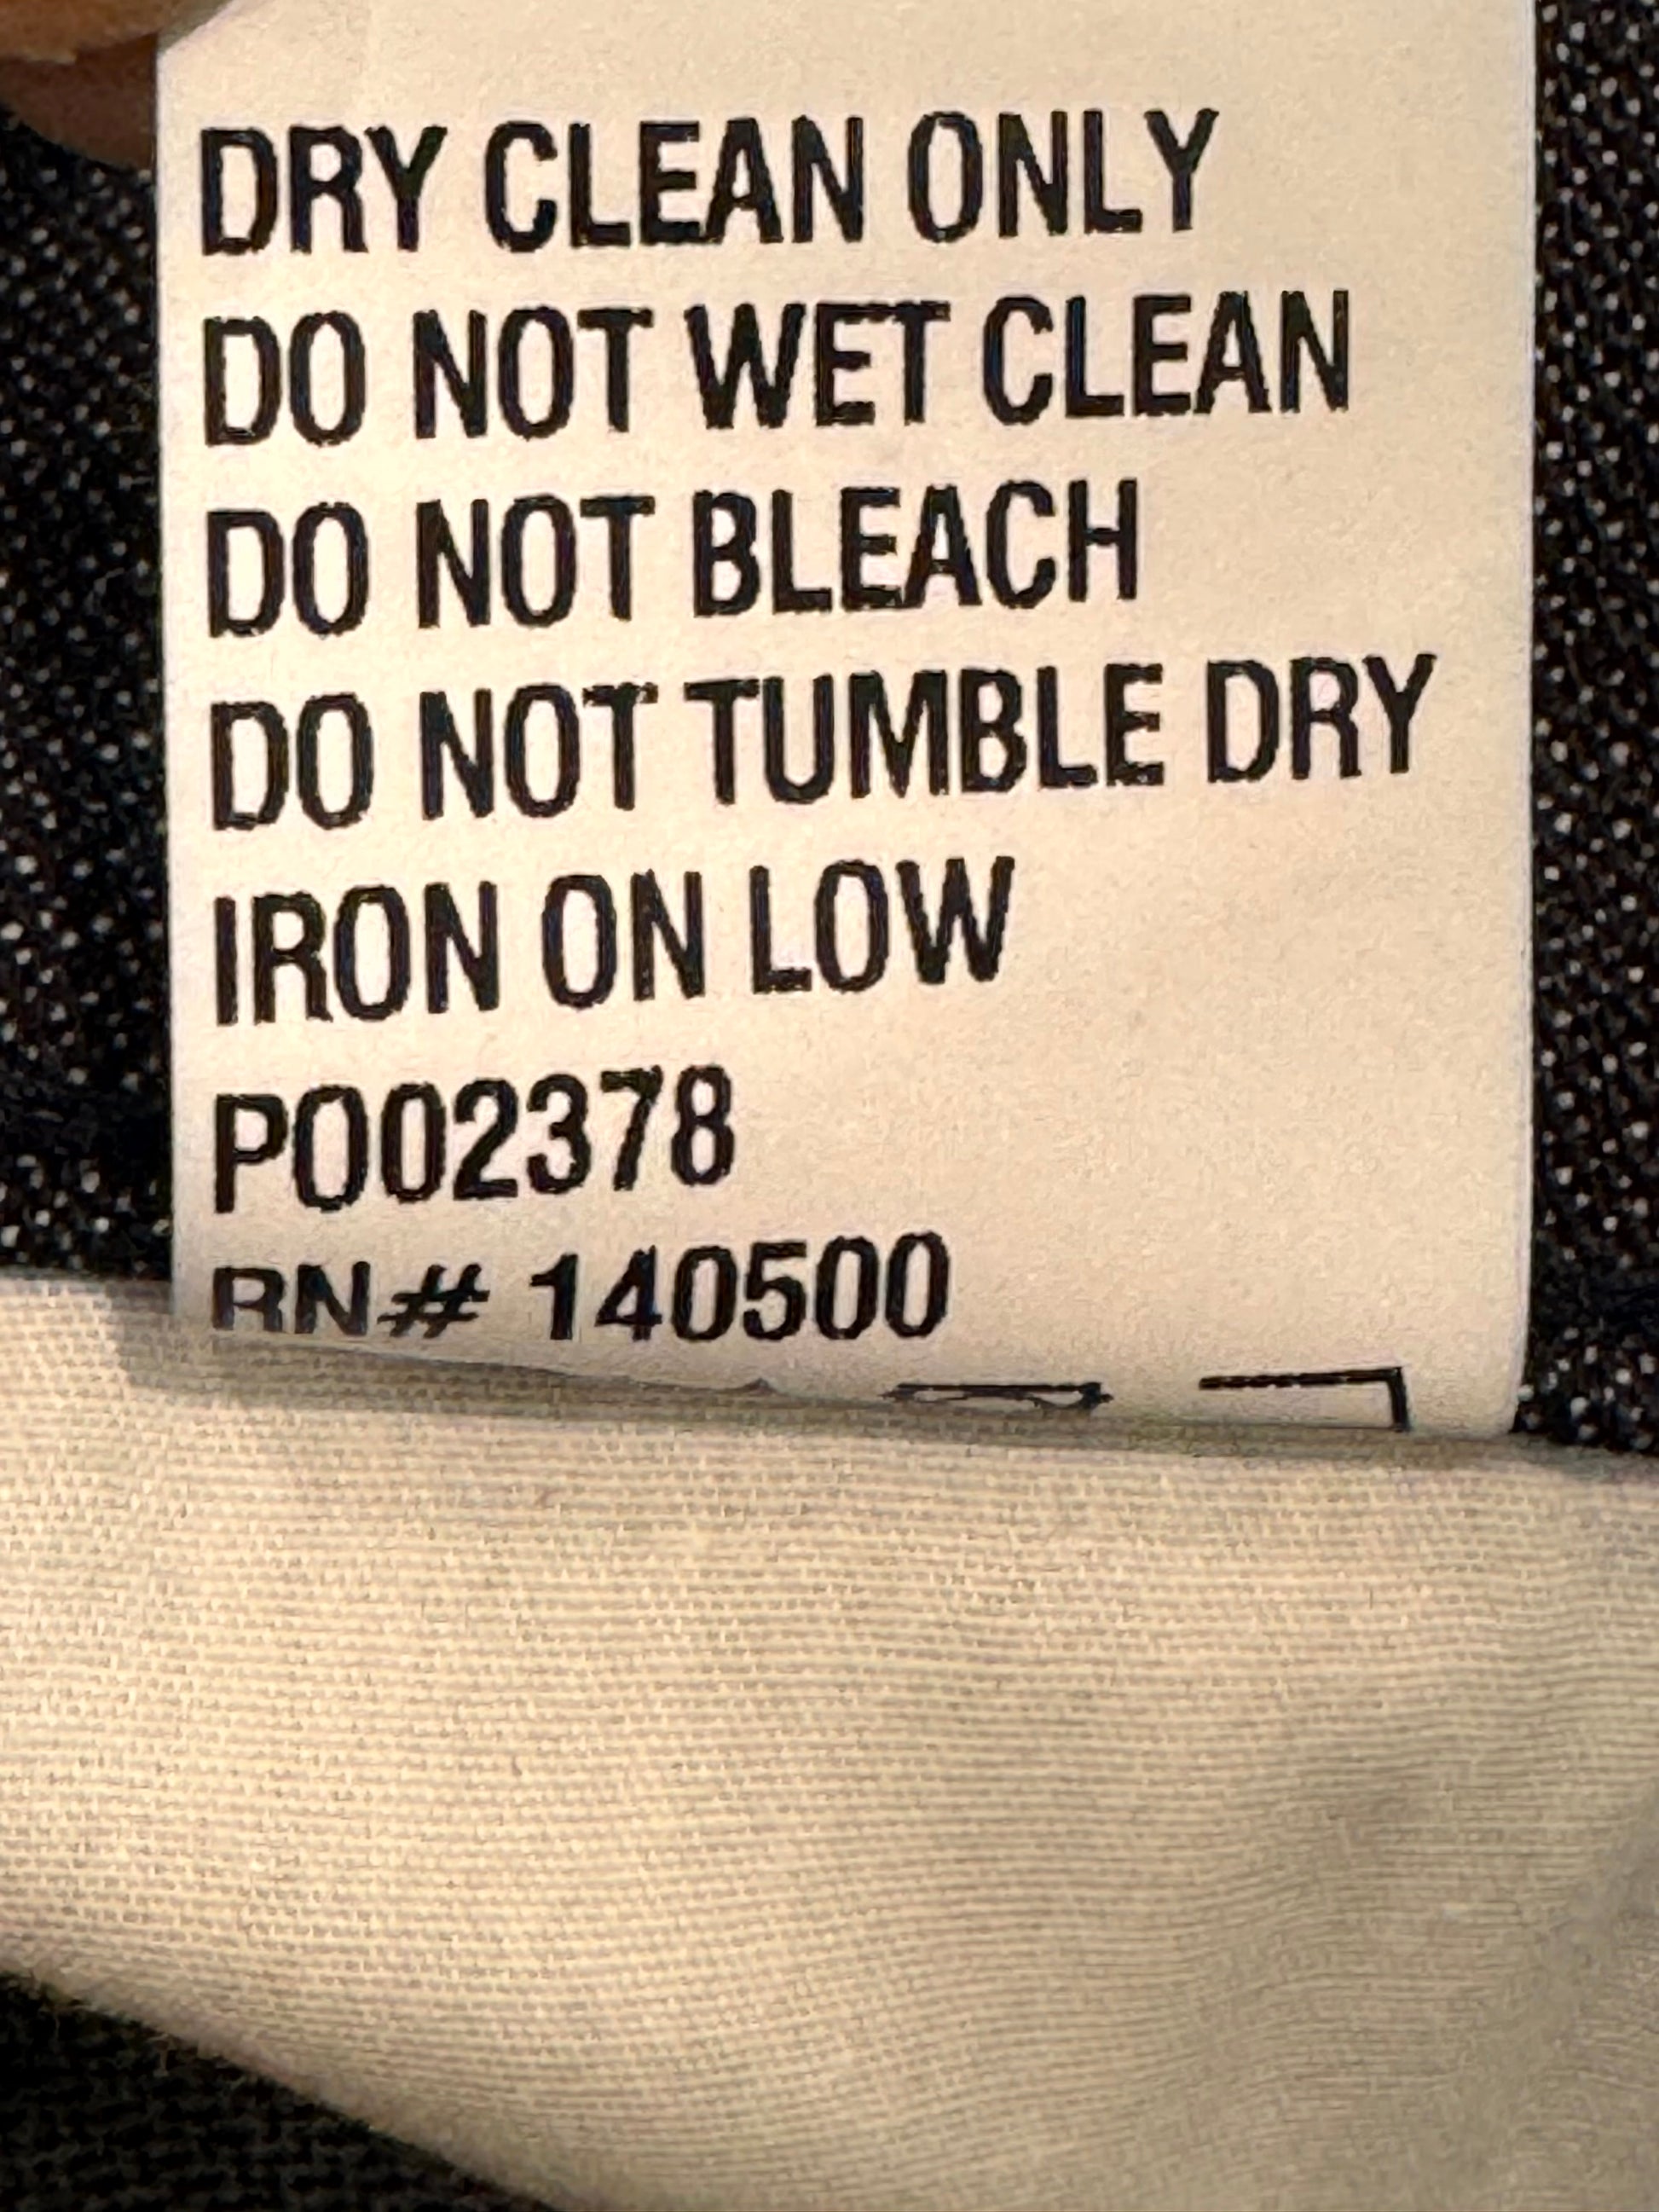 DRY CLEAN ONLY
DO NOT WET CLEAN
DO NOT BLEACH
DO NOT TUMBLE DRY
IRON ON LOW
PO02378
RN# 140500